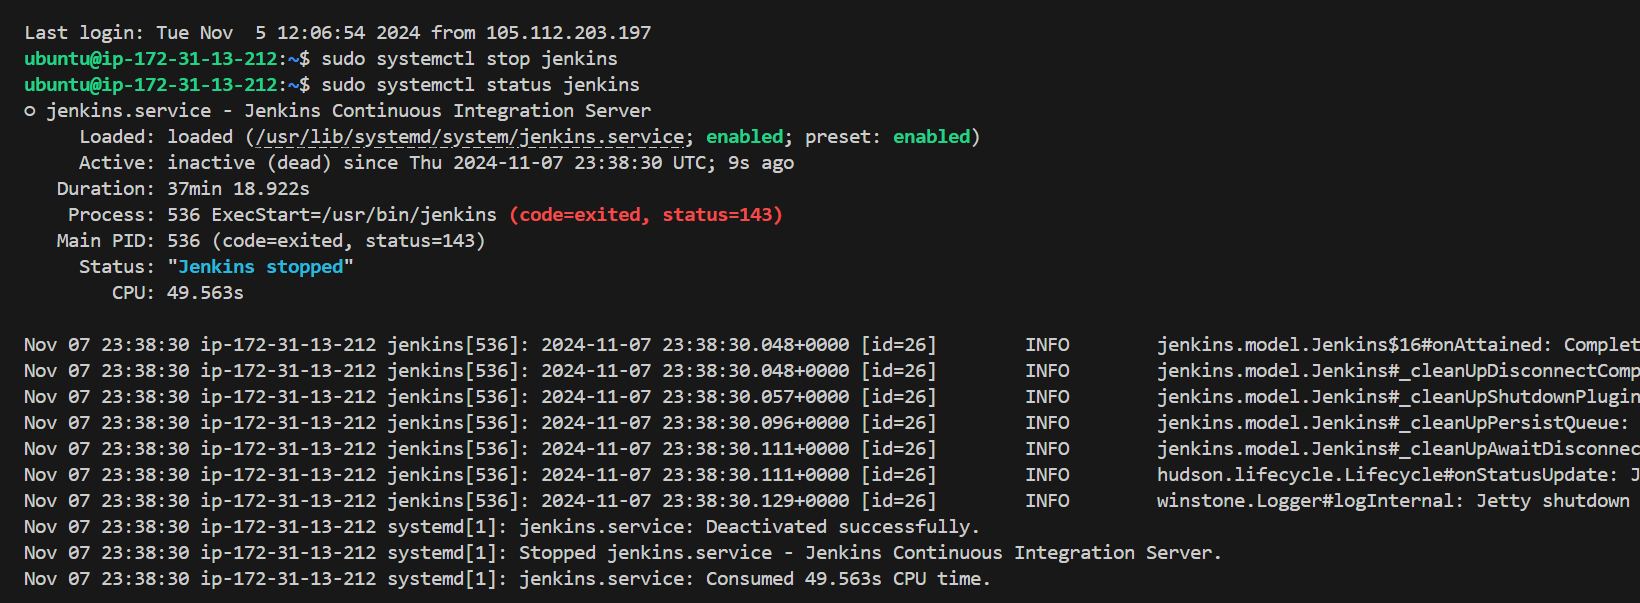 Last login: Tue Nov  5 12:06:54 2024 from 105.112.203.197
ubuntu@ip-172-31-13-212:~$ sudo systemctl stop jenkins
ubuntu@ip-172-31-13-212:~$ sudo systemctl status jenkins
○ jenkins.service - Jenkins Continuous Integration Server
     Loaded: loaded (/usr/lib/systemd/system/jenkins.service; enabled; preset: enabled)
     Active: inactive (dead) since Thu 2024-11-07 23:38:30 UTC; 9s ago
   Duration: 37min 18.922s
    Process: 536 ExecStart=/usr/bin/jenkins (code=exited, status=143)
   Main PID: 536 (code=exited, status=143)
     Status: "Jenkins stopped"
        CPU: 49.563s

Nov 07 23:38:30 ip-172-31-13-212 jenkins[536]: 2024-11-07 23:38:30.048+0000 [id=26]        INFO        jenkins.model.Jenkins$16#onAttained: Complet
Nov 07 23:38:30 ip-172-31-13-212 jenkins[536]: 2024-11-07 23:38:30.048+0000 [id=26]        INFO        jenkins.model.Jenkins#_cleanUpDisconnectComp
Nov 07 23:38:30 ip-172-31-13-212 jenkins[536]: 2024-11-07 23:38:30.057+0000 [id=26]        INFO        jenkins.model.Jenkins#_cleanUpShutdownPlugin
Nov 07 23:38:30 ip-172-31-13-212 jenkins[536]: 2024-11-07 23:38:30.096+0000 [id=26]        INFO        jenkins.model.Jenkins#_cleanUpPersistQueue:
Nov 07 23:38:30 ip-172-31-13-212 jenkins[536]: 2024-11-07 23:38:30.111+0000 [id=26]        INFO        jenkins.model.Jenkins#_cleanUpAwaitDisconnec
Nov 07 23:38:30 ip-172-31-13-212 jenkins[536]: 2024-11-07 23:38:30.111+0000 [id=26]        INFO        hudson.lifecycle.Lifecycle#onStatusUpdate: J
Nov 07 23:38:30 ip-172-31-13-212 jenkins[536]: 2024-11-07 23:38:30.129+0000 [id=26]        INFO        winstone.Logger#logInternal: Jetty shutdown
Nov 07 23:38:30 ip-172-31-13-212 systemd[1]: jenkins.service: Deactivated successfully.
Nov 07 23:38:30 ip-172-31-13-212 systemd[1]: Stopped jenkins.service - Jenkins Continuous Integration Server.
Nov 07 23:38:30 ip-172-31-13-212 systemd[1]: jenkins.service: Consumed 49.563s CPU time.